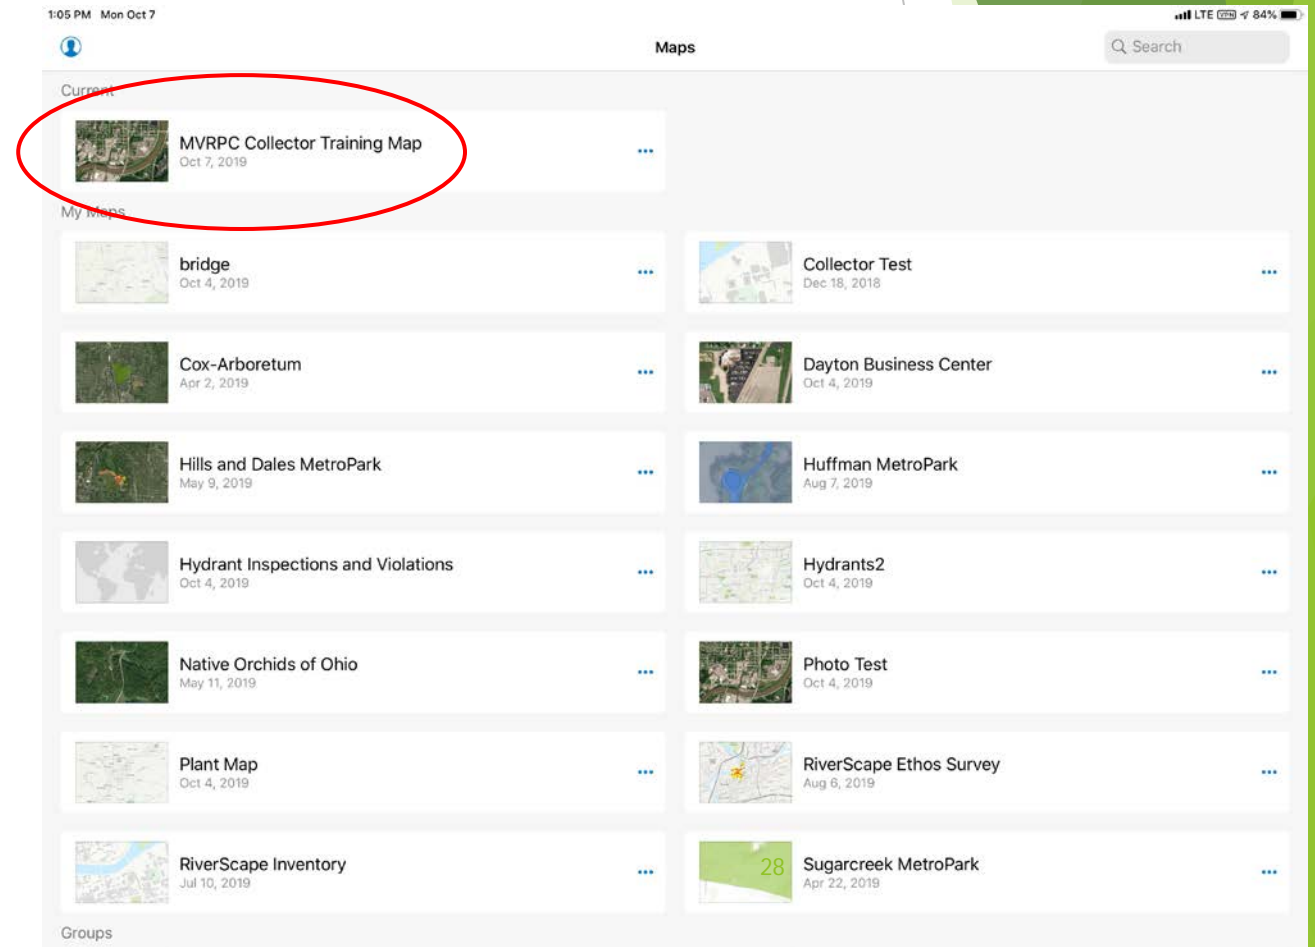 1:05 PM Mon Oct 7
LTE VPN 84%
Maps
Search
Current
MVRPC Collector Training Map
Oct 7, 2019
•••
My Maps
bridge
Oct 4, 2019
•••
Collector Test
Dec 18, 2018
•••
Cox-Arboretum
Apr 2, 2019
•••
Dayton Business Center
Oct 4, 2019
•••
Hills and Dales MetroPark
May 9, 2019
•••
Huffman MetroPark
Aug 7, 2019
•••
Hydrant Inspections and Violations
Oct 4, 2019
•••
Hydrants2
Oct 4, 2019
•••
Native Orchids of Ohio
May 11, 2019
•••
Photo Test
Oct 4, 2019
•••
Plant Map
Oct 4, 2019
•••
RiverScape Ethos Survey
Aug 6, 2019
•••
RiverScape Inventory
Jul 10, 2019
•••
28
Sugarcreek MetroPark
Apr 22, 2019
•••
Groups